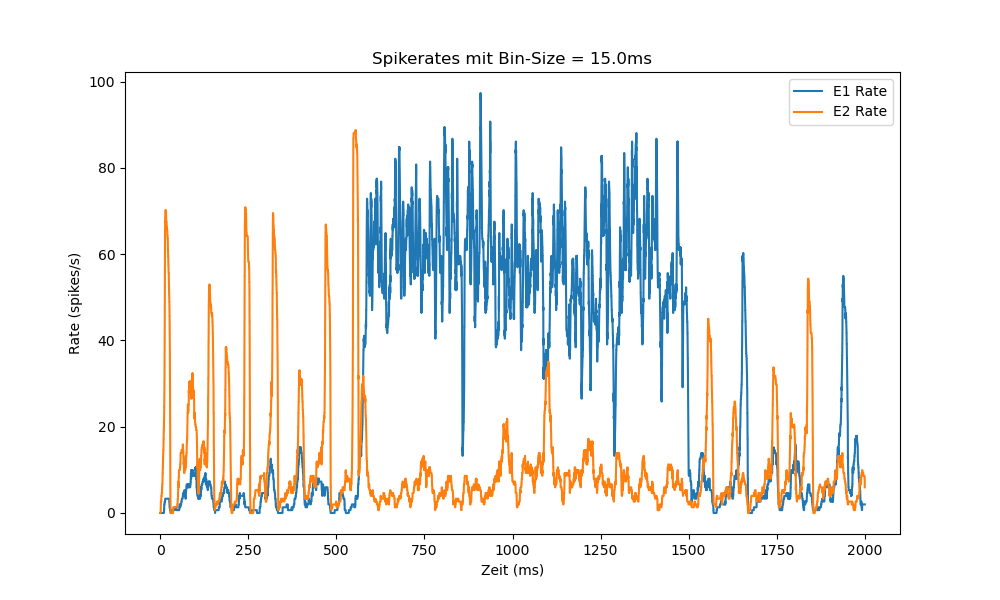 Spikerates mit Bin-Size = 15.0ms
E1 Rate
E2 Rate
Rate (spikes/s)
100
80
60
40
20
0
0 250 500 750 1000 1250 1500 1750 2000
Zeit (ms)